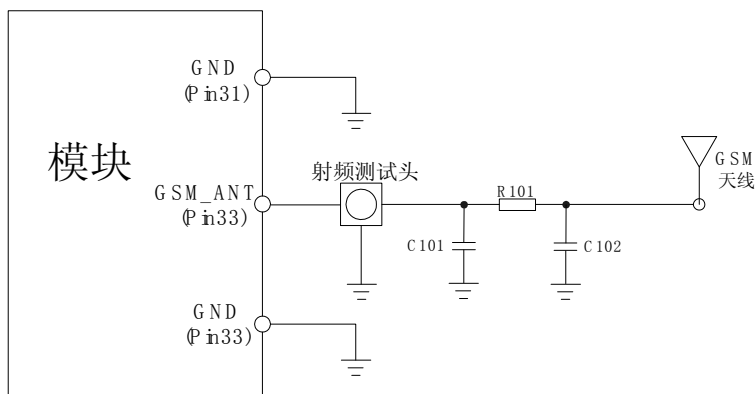 GND
(Pin31)
模块
射频测试头
GSM_ANT
(Pin33)
R101
GSM
天线
C101
C102
GND
(Pin33)